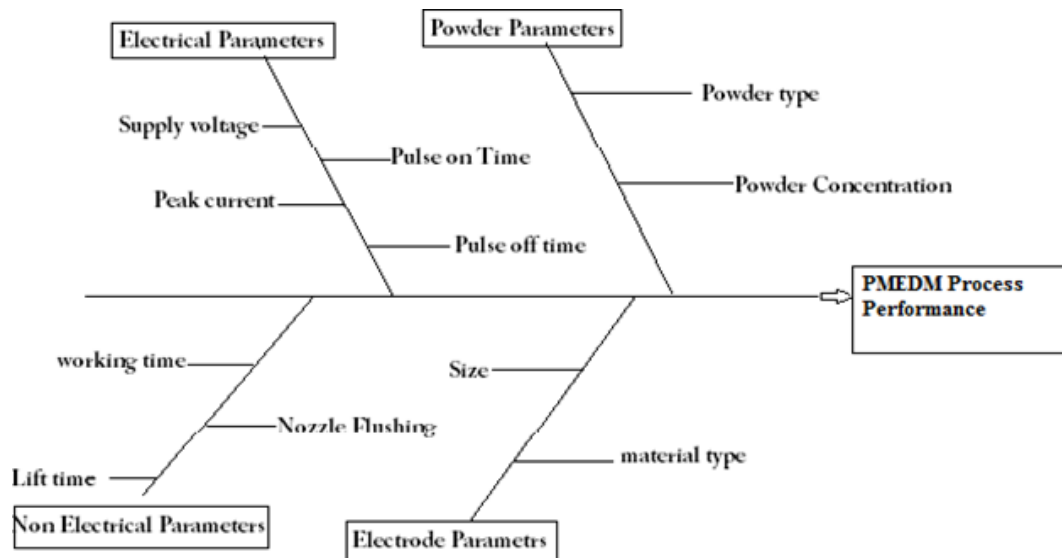 Electrical Parameters
Powder Parameters
Powder type
Supply voltage
Pulse on Time
Powder Concentration
Peak current
Pulse off time
PMEDM Process
Performance
working time
Size
Nozzle Flushing
material type
Lift time
Non Electrical Parameters
Electrode Parametrs